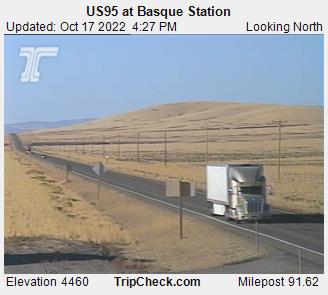 US95 at Basque Station
Updated: Oct 17 2022 4:27 PM Looking North
Elevation 4460 TripCheck.com Milepost 91.62